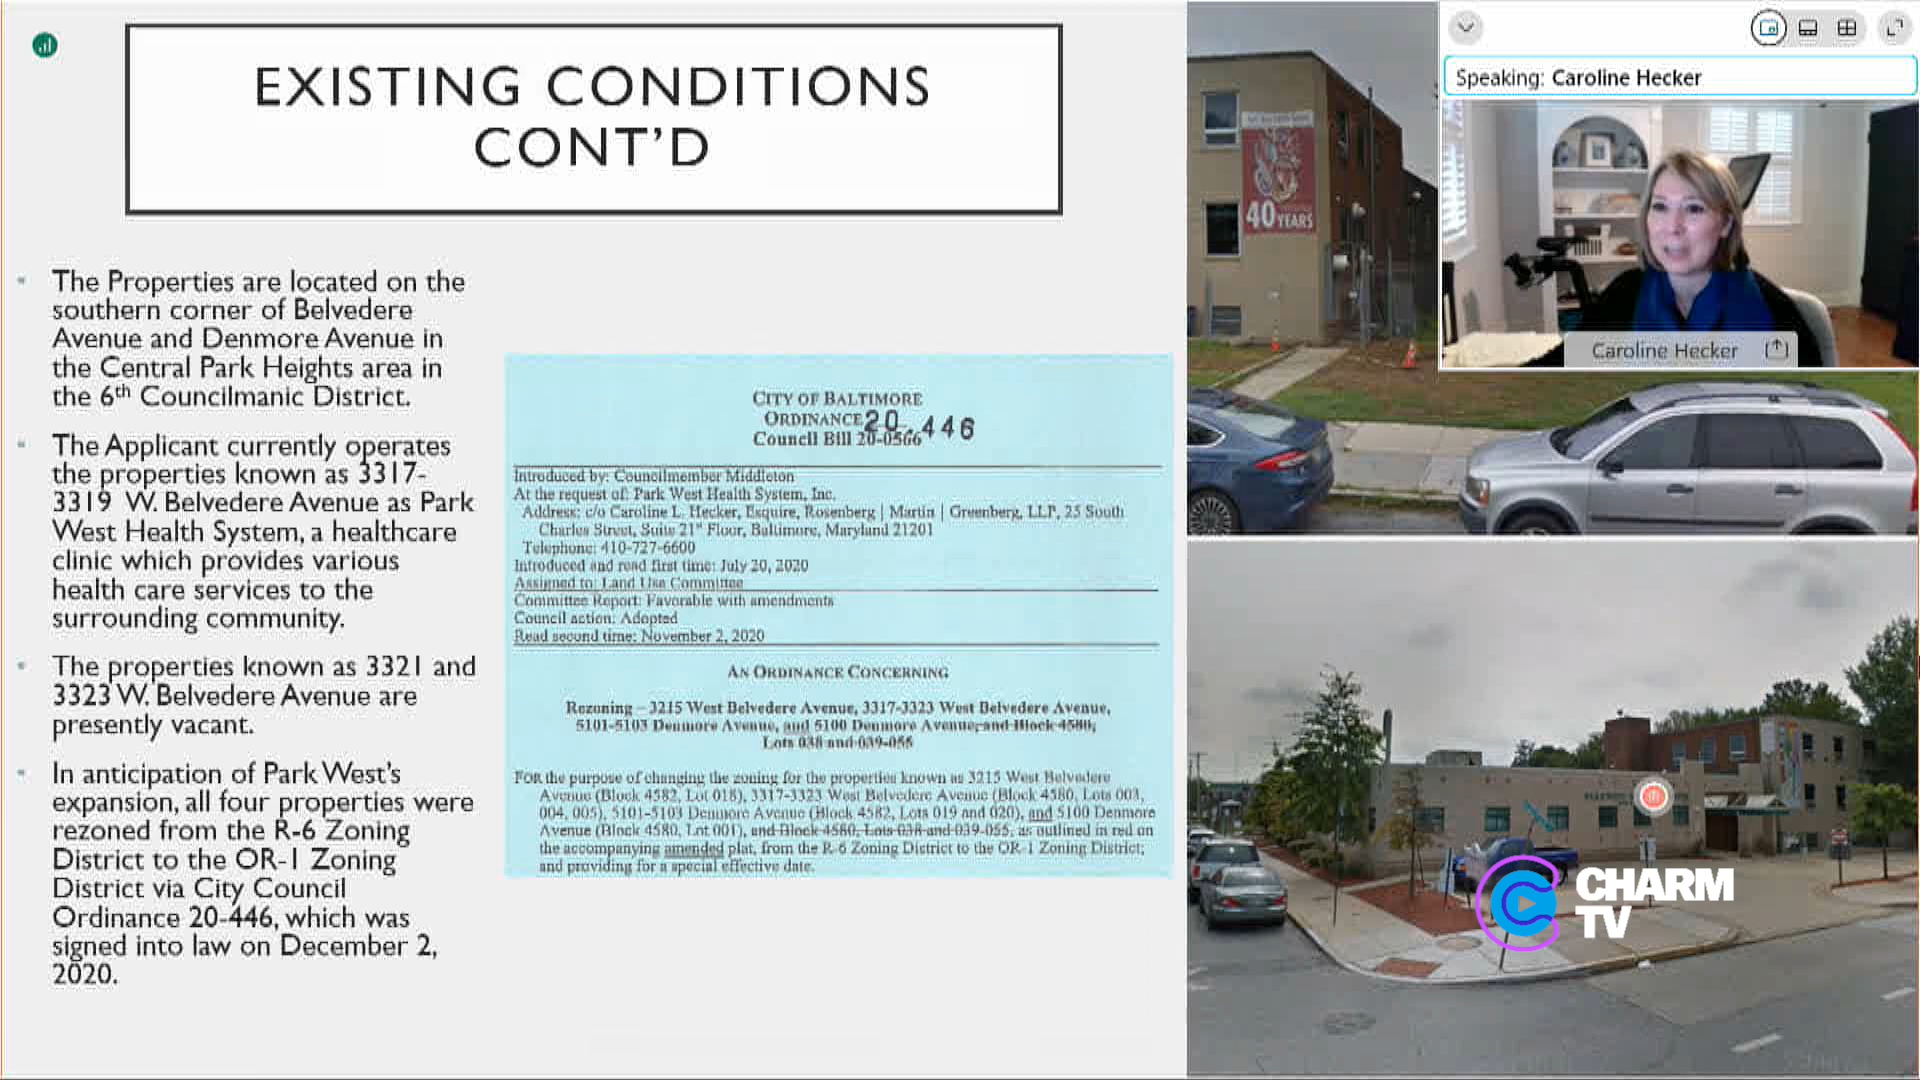 EXISTING CONDITIONS
CONT'D
The Properties are located on the
southern corner of Belvedere
Avenue and Denmore Avenue in
the Central Park Heights area in
the 6th Councilmanic District.
The Applicant currently operates
the properties known as 3317-
3319 W. Belvedere Avenue as Park
West Health System, a healthcare
clinic which provides various
health care services to the
surrounding community.
The properties known as 3321 and
3323 W. Belvedere Avenue are
presently vacant.
In anticipation of Park West's
expansion, all four properties were
rezoned from the R-6 Zoning
District to the OR-1 Zoning
District via City Council
Ordinance 20-446, which was
signed into law on December 2,
2020.
CITY OF BALTIMORE
ORDINANCE 20.446
Council Bill 20-0566
Introduced by: Councilmember Middleton
At the request of: Park West Health System, Inc.
Address: c/o Caroline L. Hecker, Esquire, Rosenberg | Martin | Greenberg, LLP, 25 South
Charles Street, Suite 21st Floor, Baltimore, Maryland 21201
Telephone: 410-727-6600
Introduced and read first time: July 20, 2020
Assigned to: Land Use Committee
Committee Report: Favorable with amendments
Council action: Adopted
Read second time: November 2, 2020
AN ORDINANCE CONCERNING
Rezoning – 3215 West Belvedere Avenue, 3317-3323 West Belvedere Avenue,
5101-5103 Denmore Avenue, and 5100 Denmore Avenue, and Block 4580,
Lots 038 and 039-055
FOR the purpose of changing the zoning for the properties known as 3215 West Belvedere
Avenue (Block 4582, Lot 018), 3317-3323 West Belvedere Avenue (Block 4580, Lots 003,
004, 005), 5101-5103 Denmore Avenue (Block 4582, Lots 019 and 020), and 5100 Denmore
Avenue (Block 4580, Lot 001), and Block 4580, Lots 038 and 039-055, as outlined in red on
the accompanying amended plat, from the R-6 Zoning District to the OR-1 Zoning District;
and providing for a special effective date.
40 YEARS
Speaking: Caroline Hecker
Caroline Hecker
CHARM
TV